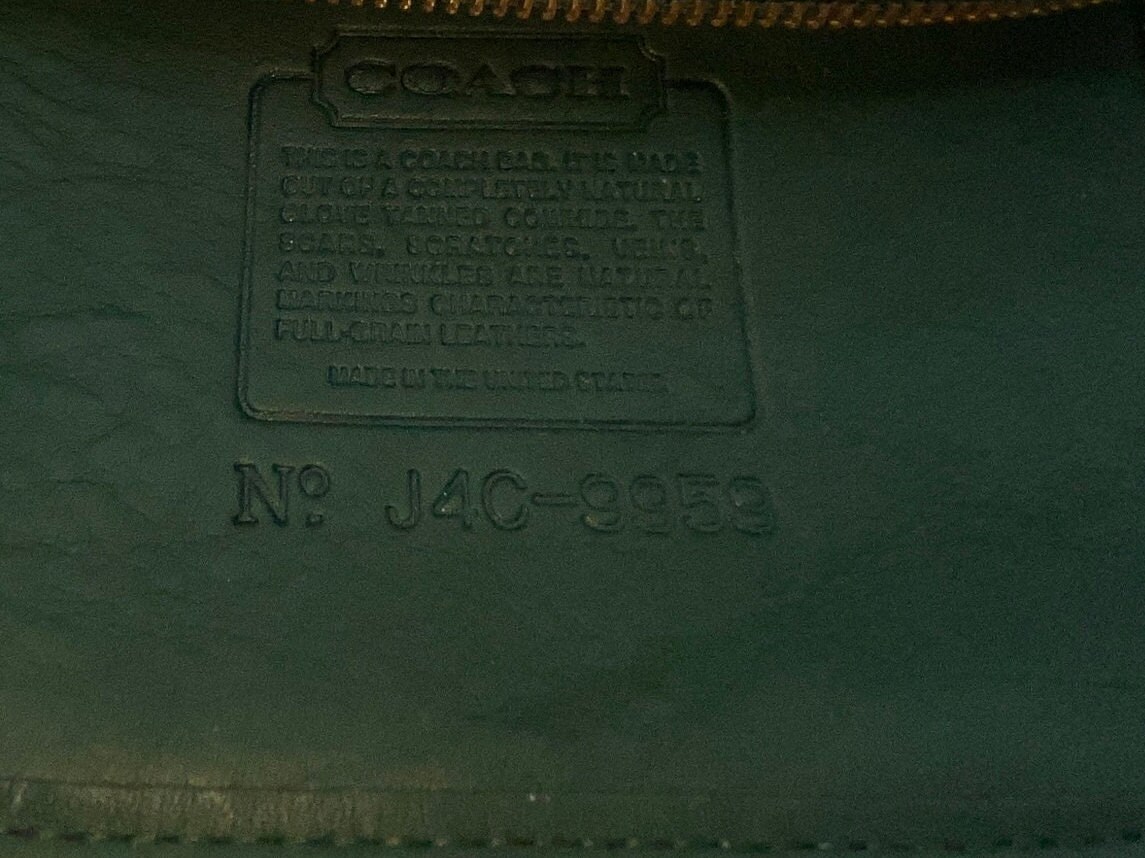 COACH
THIS IS A COACH BAG. IT IS MADE
OUT OF A COMPLETELY NATURAL
GLOVE TANNED COWHIDE. THE
SCARS, SCRATCHES, VEINS,
AND WRINKLES ARE NATURAL
MARKINGS CHARACTERISTIC OF
FULL-GRAIN LEATHERS.
MADE IN THE UNITED STATES
Nº J4C-9959